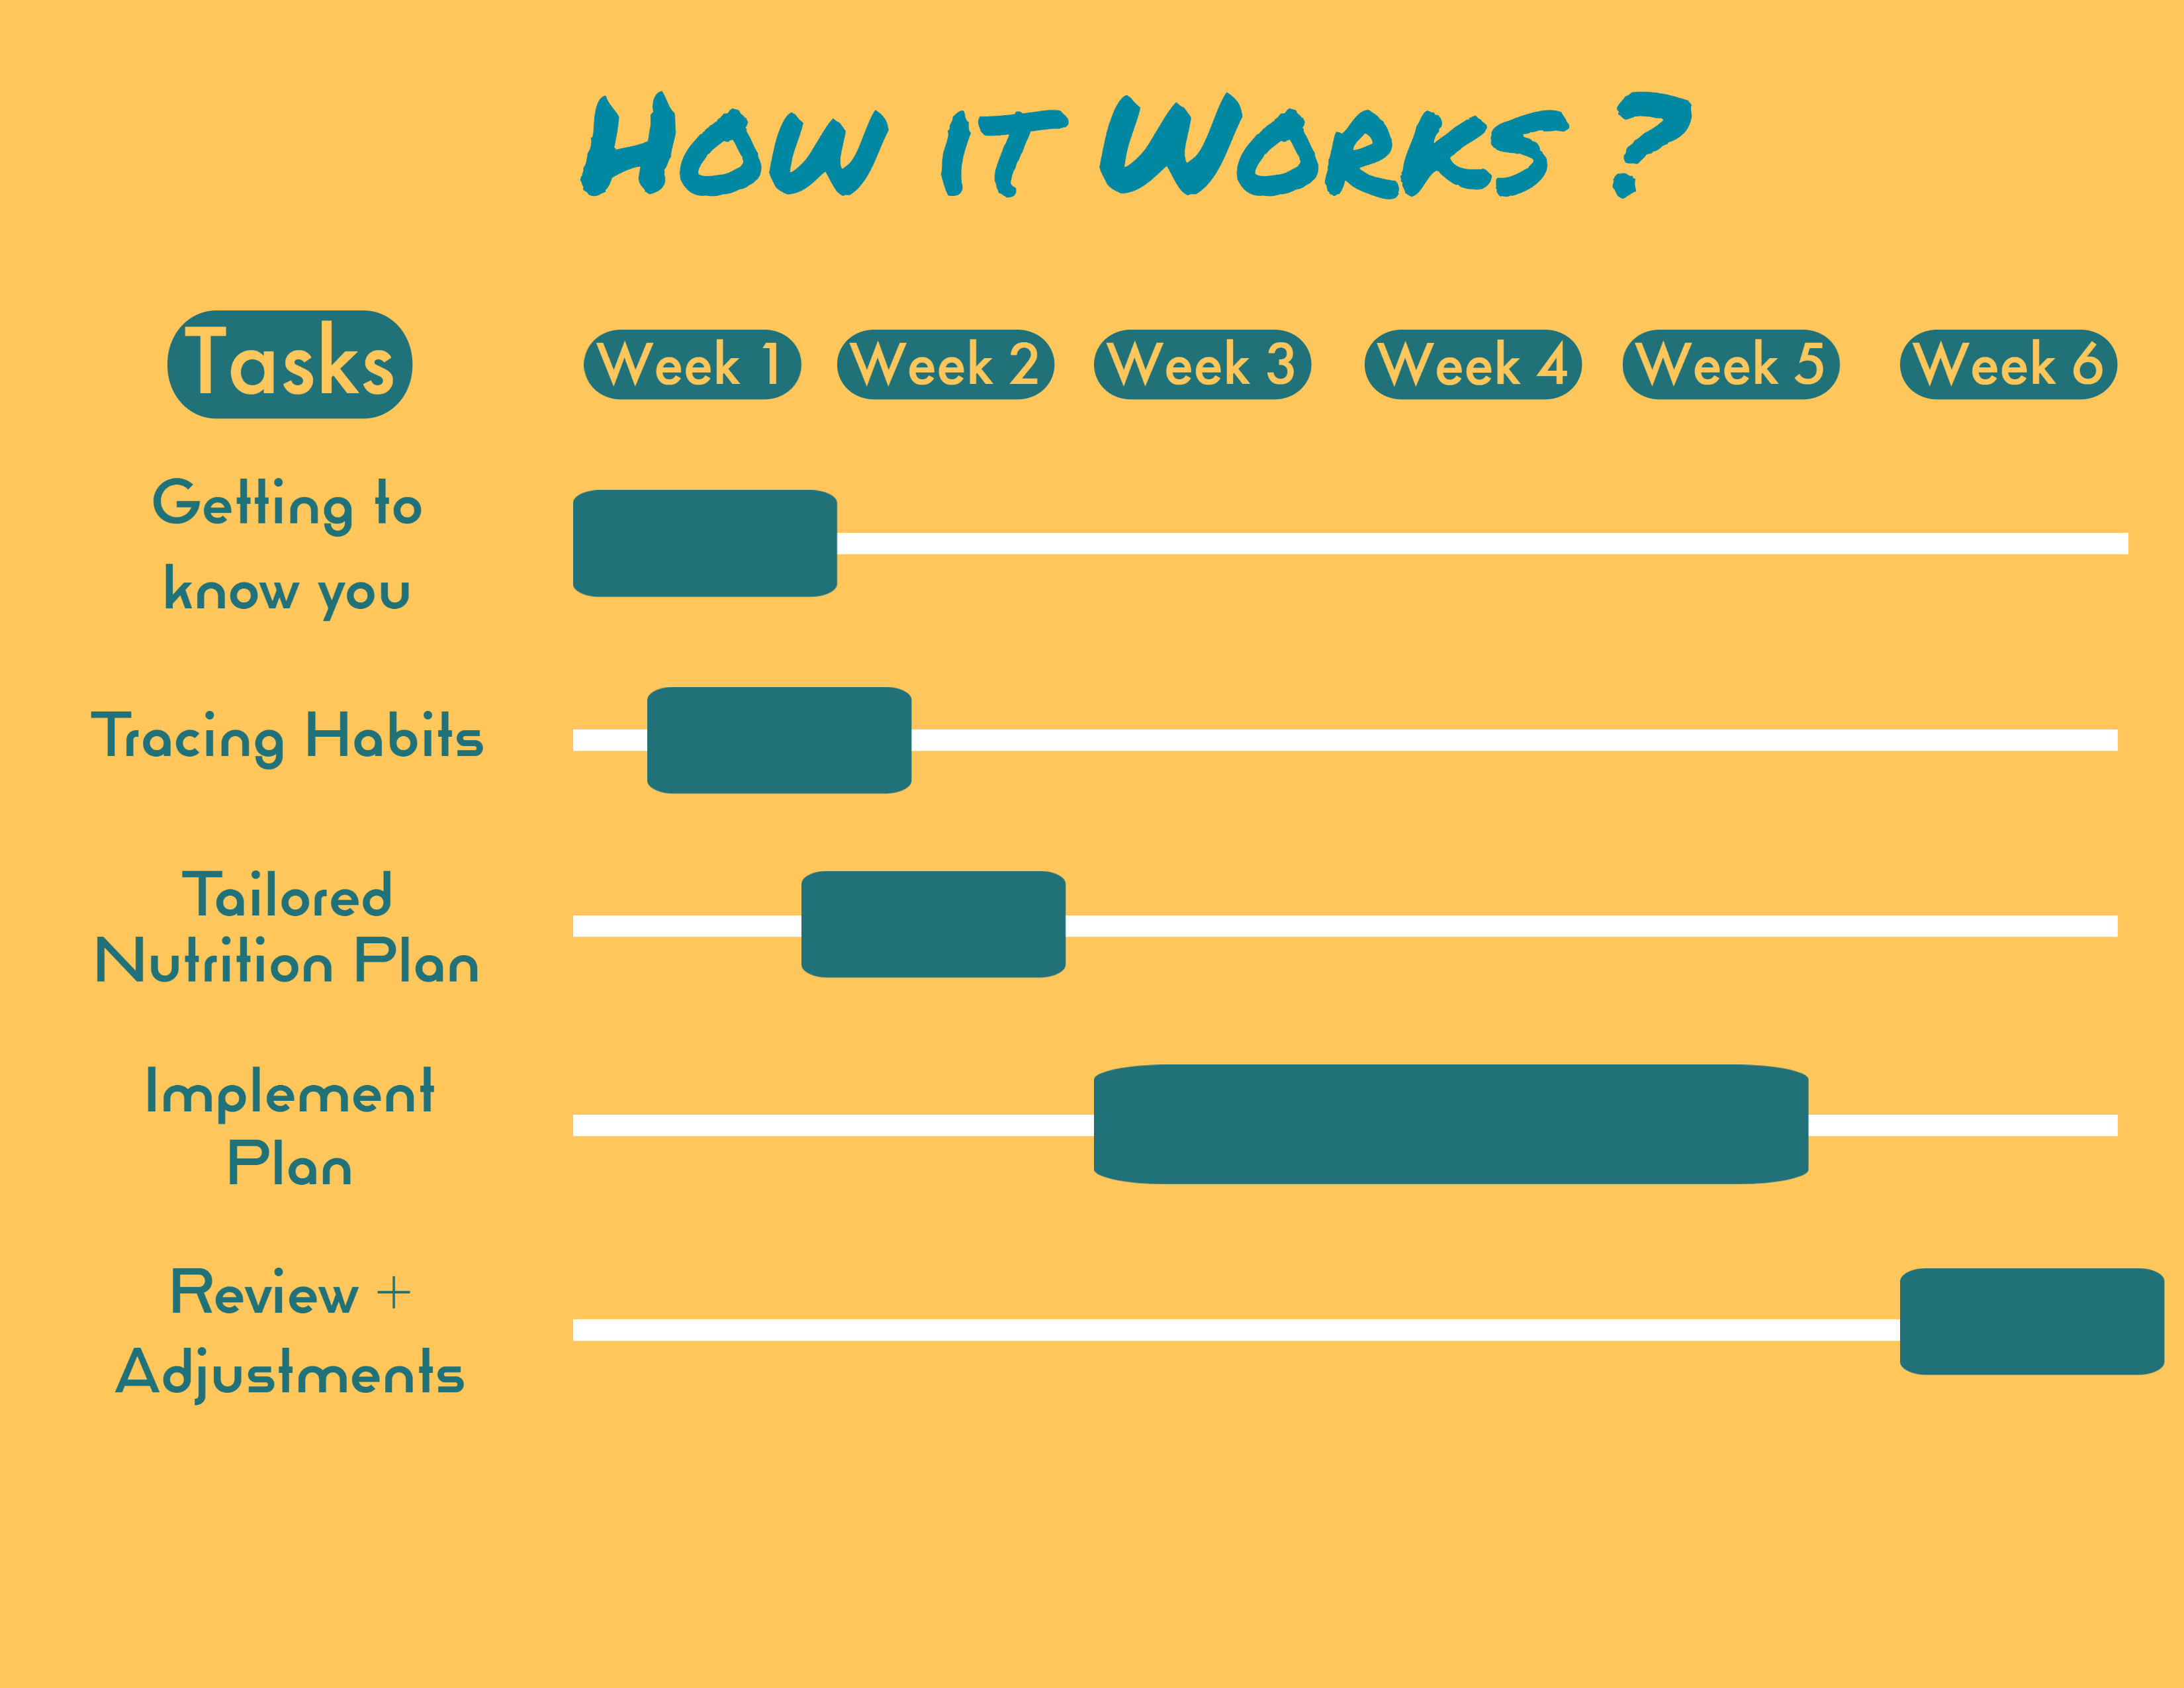 How it Works ?
Tasks
Week 1
Week 2
Week 3
Week 4
Week 5
Week 6
Getting to
know you
Tracing Habits
Tailored
Nutrition Plan
Implement
Plan
Review +
Adjustments